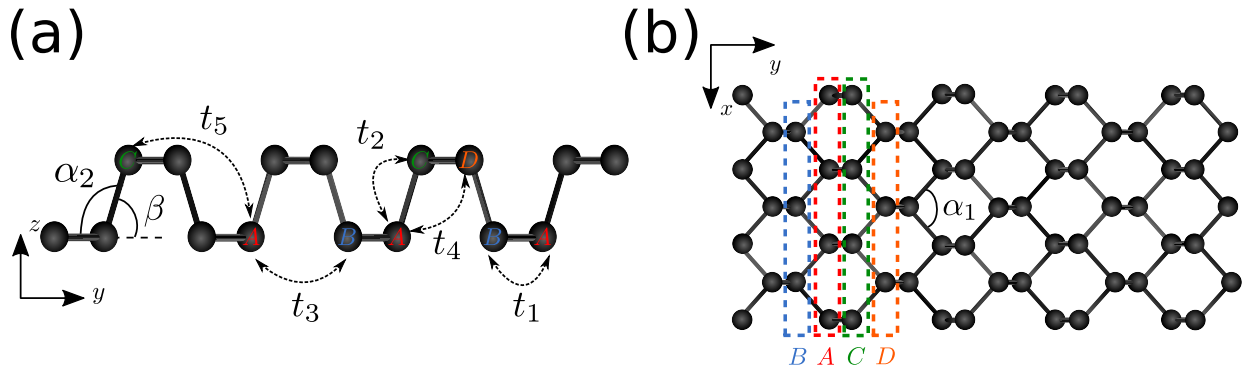 (a)
t₅
t₂
C
C
D
α₂
β
z
A
B
A
B
A
t₄
t₃
t₁
y
(b)
y
x
α₁
B A C D